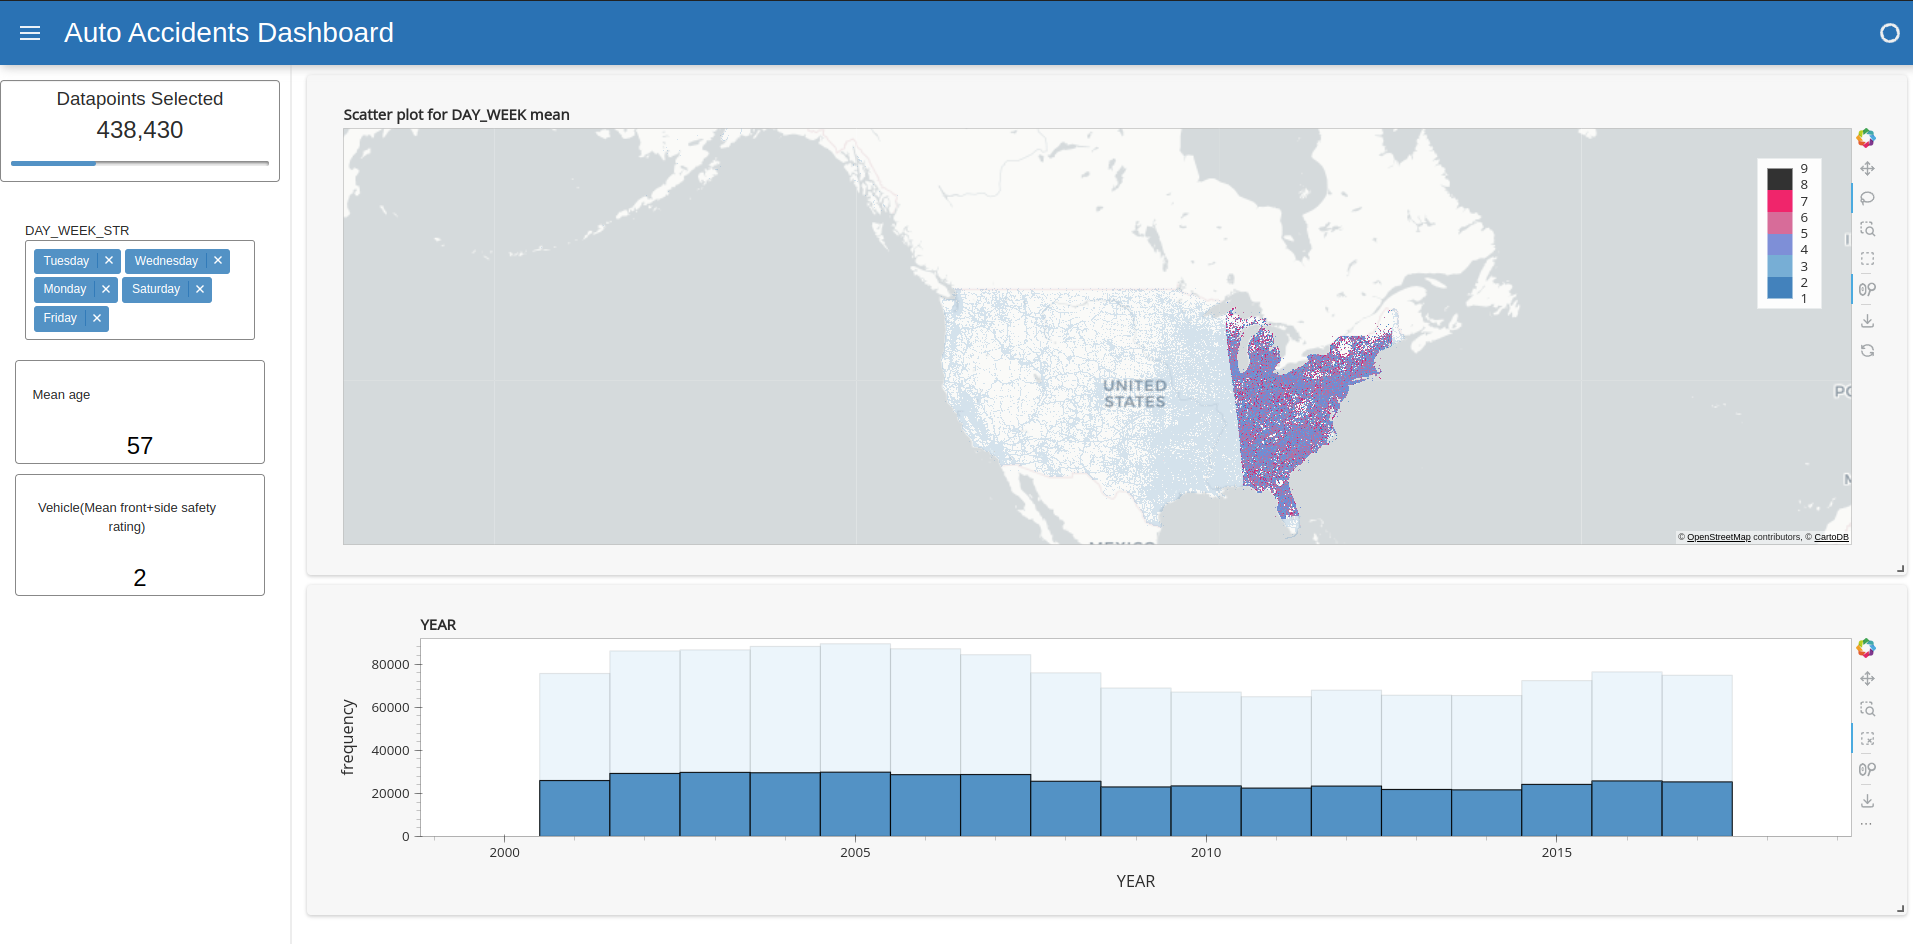 Auto Accidents Dashboard
Datapoints Selected
438,430
DAY_WEEK_STR
Tuesday ✕ Wednesday ✕
Monday ✕ Saturday ✕
Friday ✕
Mean age
57
Vehicle(Mean front+side safety
rating)
2
Scatter plot for DAY_WEEK mean
9
8
7
6
5
4
3
2
1
UNITED
STATES
MEXICO
© OpenStreetMap contributors, © CartoDB
YEAR
frequency
80000
60000
40000
20000
0
2000 2005 2010 2015
YEAR